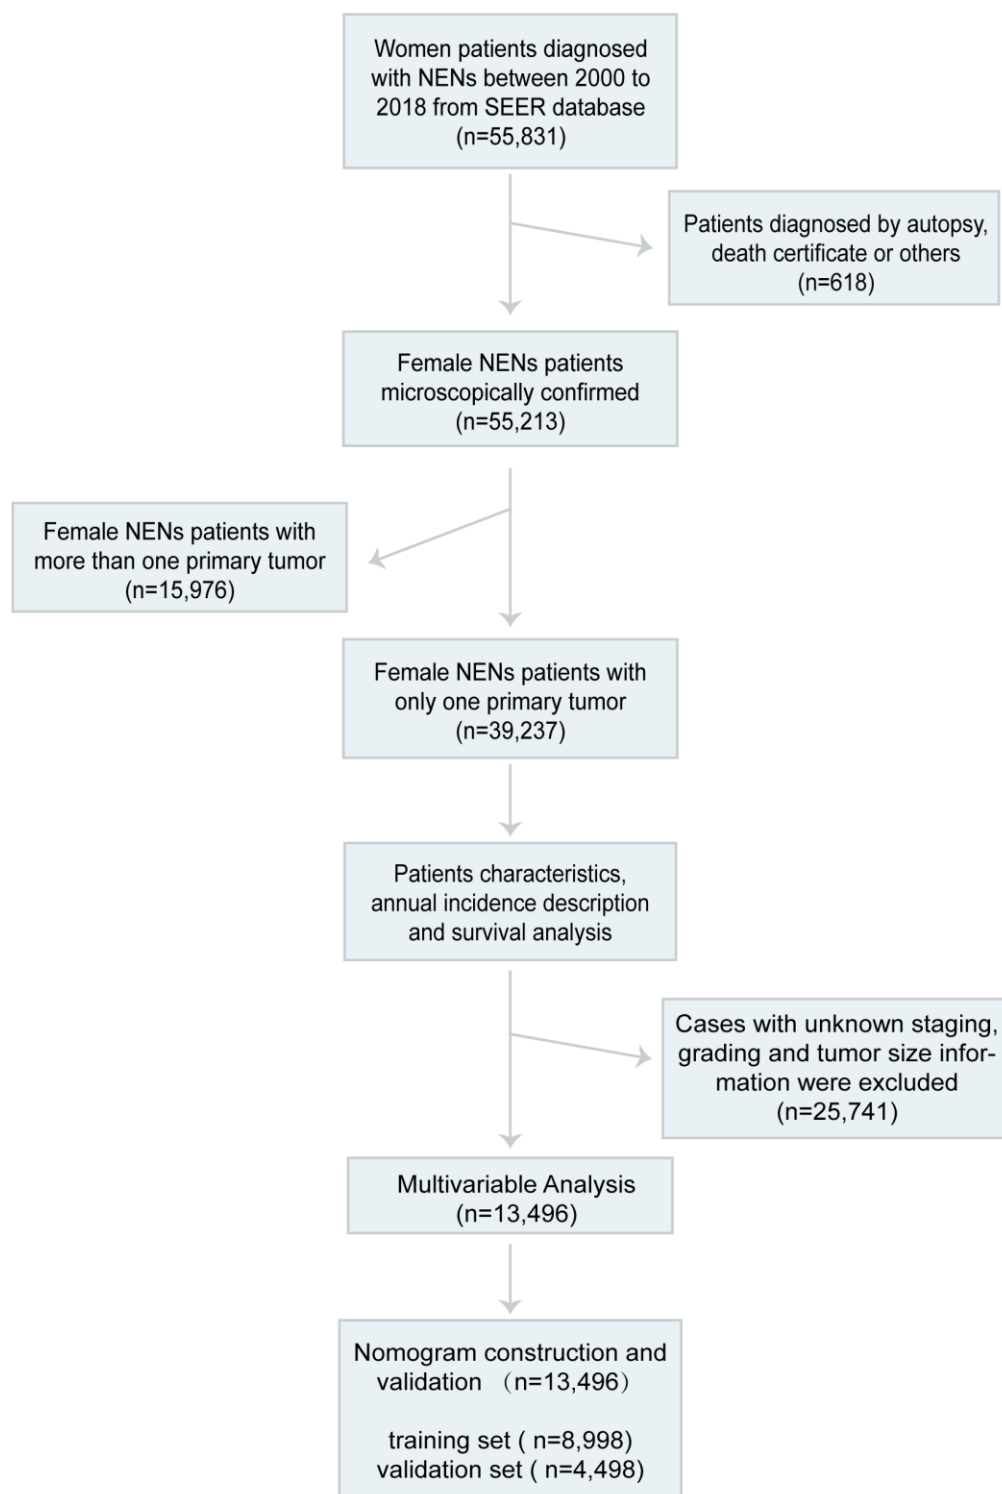 Women patients diagnosed
with NENs between 2000 to
2018 from SEER database
(n=55,831)
Patients diagnosed by autopsy,
death certificate or others
(n=618)
Female NENs patients
microscopically confirmed
(n=55,213)
Female NENs patients with
more than one primary tumor
(n=15,976)
Female NENs patients with
only one primary tumor
(n=39,237)
Patients characteristics,
annual incidence description
and survival analysis
Cases with unknown staging,
grading and tumor size infor-
mation were excluded
(n=25,741)
Multivariable Analysis
(n=13,496)
Nomogram construction and
validation （n=13,496）
training set ( n=8,998)
validation set ( n=4,498)